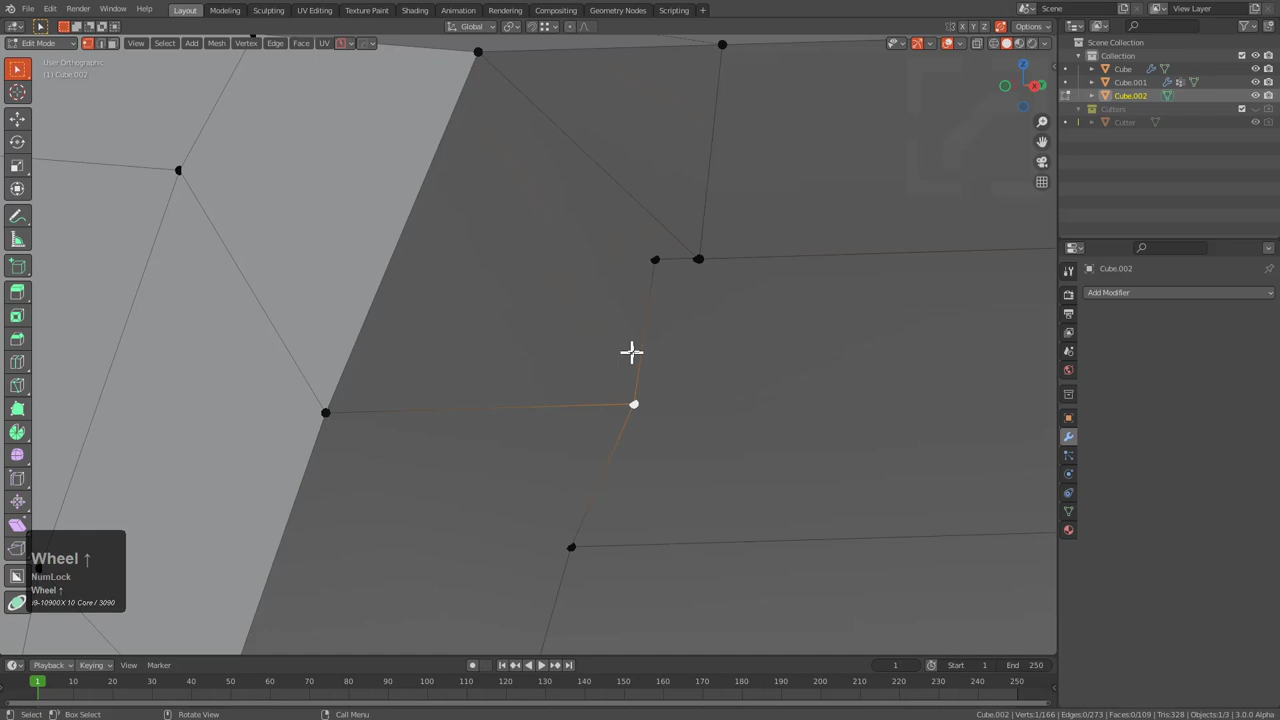 File Edit Render Window Help
Layout Modeling Sculpting UV Editing Texture Paint Shading Animation Rendering Compositing Geometry Nodes Scripting +
Scene
View Layer
Global
X Y Z
Options
Edit Mode
View Select Add Mesh Vertex Edge Face UV
User Orthographic
(1) Cube.002
Z
X
Y
Scene Collection
Collection
Cube
Cube.001
Cube.002
Cutters
Cutter
Cube.002
Add Modifier
Wheel ↑
NumLock
Wheel ↑
i9-10900X 10 Core / 3090
Playback Keying View Marker
1
Start 1
End 250
1 10 20 30 40 50 60 70 80 90 100 110 120 130 140 150 160 170 180 190 200 210 220 230 240 250
Select Box Select Rotate View Call Menu
Cube.002 | Verts:1/166 | Edges:0/273 | Faces:0/109 | Tris:328 | Objects:1/3 | 3.0.0 Alpha